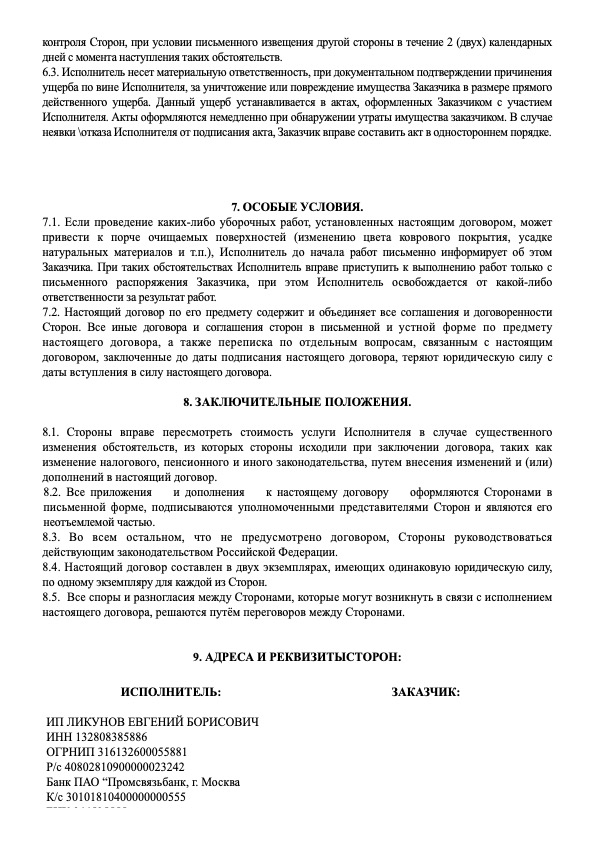 контроля Сторон, при условии письменного извещения другой стороны в течение 2 (двух) календарных
дней с момента наступления таких обстоятельств.
6.3. Исполнитель несет материальную ответственность, при документальном подтверждении причинения
ущерба по вине Исполнителя, за уничтожение или повреждение имущества Заказчика в размере прямого
действенного ущерба. Данный ущерб устанавливается в актах, оформленных Заказчиком с участием
Исполнителя. Акты оформляются немедленно при обнаружении утраты имущества заказчиком. В случае
неявки \отказа Исполнителя от подписания акта, Заказчик вправе составить акт в одностороннем порядке.
7. ОСОБЫЕ УСЛОВИЯ.
7.1. Если проведение каких-либо уборочных работ, установленных настоящим договором, может
привести к порче очищаемых поверхностей (изменению цвета коврового покрытия, усадке
натуральных материалов и т.п.), Исполнитель до начала работ письменно информирует об этом
Заказчика. При таких обстоятельствах Исполнитель вправе приступить к выполнению работ только с
письменного распоряжения Заказчика, при этом Исполнитель освобождается от какой-либо
ответственности за результат работ.
7.2. Настоящий договор по его предмету содержит и объединяет все соглашения и договоренности
Сторон. Все иные договора и соглашения сторон в письменной и устной форме по предмету
настоящего договора, а также переписка по отдельным вопросам, связанным с настоящим
договором, заключенные до даты подписания настоящего договора, теряют юридическую силу с
даты вступления в силу настоящего договора.
8. ЗАКЛЮЧИТЕЛЬНЫЕ ПОЛОЖЕНИЯ.
8.1. Стороны вправе пересмотреть стоимость услуги Исполнителя в случае существенного
изменения обстоятельств, из которых стороны исходили при заключении договора, таких как
изменение налогового, пенсионного и иного законодательства, путем внесения изменений и (или)
дополнений в настоящий договор.
8.2. Все приложения и дополнения к настоящему договору оформляются Сторонами в
письменной форме, подписываются уполномоченными представителями Сторон и являются его
неотъемлемой частью.
8.3. Во всем остальном, что не предусмотрено договором, Стороны руководствоваться
действующим законодательством Российской Федерации.
8.4. Настоящий договор составлен в двух экземплярах, имеющих одинаковую юридическую силу,
по одному экземпляру для каждой из Сторон.
8.5. Все споры и разногласия между Сторонами, которые могут возникнуть в связи с исполнением
настоящего договора, решаются путём переговоров между Сторонами.
9. АДРЕСА И РЕКВИЗИТЫСТОРОН:
ИСПОЛНИТЕЛЬ: ЗАКАЗЧИК:
ИП ЛИКУНОВ ЕВГЕНИЙ БОРИСОВИЧ
ИНН 132808385886
ОГРНИП 316132600055881
Р/с 40802810900000023242
Банк ПАО “Промсвязьбанк, г. Москва
К/с 30101810400000000555